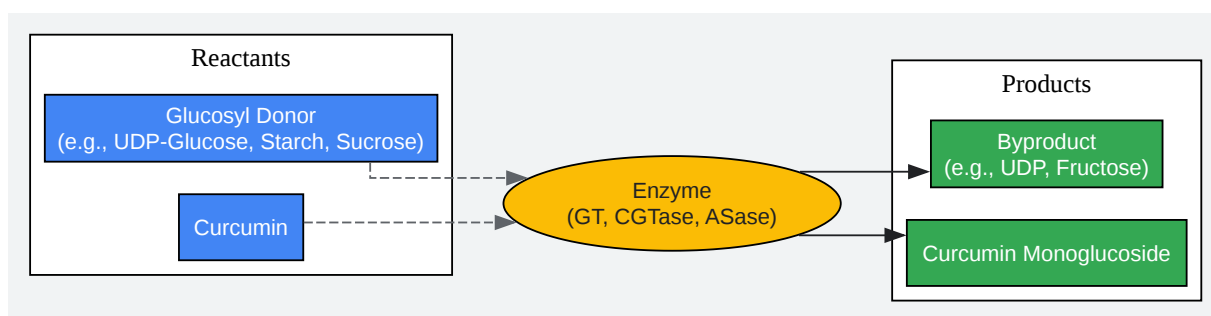 Reactants
Glucosyl Donor
(e.g., UDP-Glucose, Starch, Sucrose)
Curcumin
Enzyme
(GT, CGTase, ASase)
Products
Byproduct
(e.g., UDP, Fructose)
Curcumin Monoglucoside